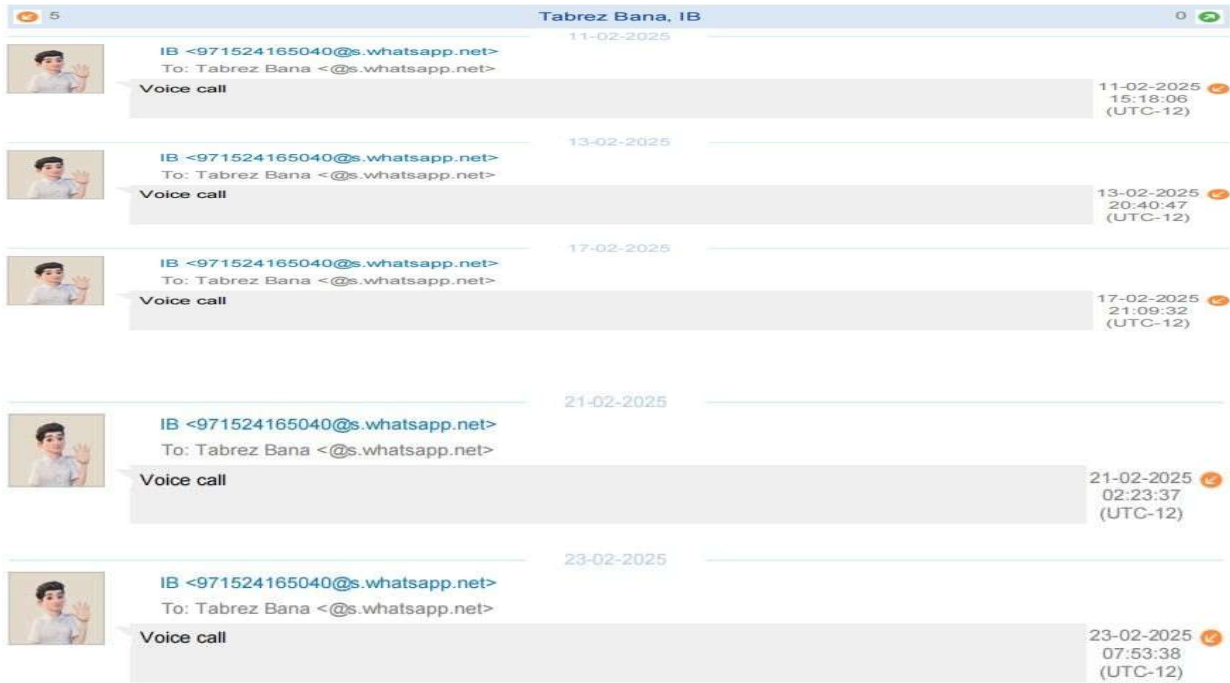 5 Tabrez Bana, IB 0
11-02-2025
IB <971524165040@s.whatsapp.net>
To: Tabrez Bana <@s.whatsapp.net>
Voice call
11-02-2025
15:18:06
(UTC-12)
13-02-2025
IB <971524165040@s.whatsapp.net>
To: Tabrez Bana <@s.whatsapp.net>
Voice call
13-02-2025
20:40:47
(UTC-12)
17-02-2025
IB <971524165040@s.whatsapp.net>
To: Tabrez Bana <@s.whatsapp.net>
Voice call
17-02-2025
21:09:32
(UTC-12)
21-02-2025
IB <971524165040@s.whatsapp.net>
To: Tabrez Bana <@s.whatsapp.net>
Voice call
21-02-2025
02:23:37
(UTC-12)
23-02-2025
IB <971524165040@s.whatsapp.net>
To: Tabrez Bana <@s.whatsapp.net>
Voice call
23-02-2025
07:53:38
(UTC-12)